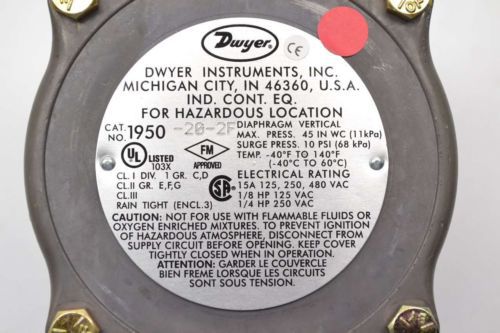 Dwyer®
CE
DWYER INSTRUMENTS, INC.
MICHIGAN CITY, IN 46360, U.S.A.
IND. CONT. EQ.
FOR HAZARDOUS LOCATION
CAT. NO. 1950 -20-2F
DIAPHRAGM VERTICAL
MAX. PRESS. 45 IN WC (11kPa)
SURGE PRESS. 10 PSI (68 kPa)
TEMP. -40°F TO 140°F
(-40°C TO 60°C)
UL LISTED
103X
FM
APPROVED
CL. I DIV. 1 GR. C,D
CL.II GR. E,F,G
CL.III
RAIN TIGHT (ENCL.3)
SA
ELECTRICAL RATING
15A 125, 250, 480 VAC
1/8 HP 125 VAC
1/4 HP 250 VAC
CAUTION: NOT FOR USE WITH FLAMMABLE FLUIDS OR
OXYGEN ENRICHED MIXTURES. TO PREVENT IGNITION
OF HAZARDOUS ATMOSPHERE, DISCONNECT FROM
SUPPLY CIRCUIT BEFORE OPENING. KEEP COVER
TIGHTLY CLOSED WHEN IN OPERATION.
ATTENTION: GARDER LE COUVERCLE
BIEN FREME LORSQUE LES CIRCUITS
SONT SOUS TENSION.